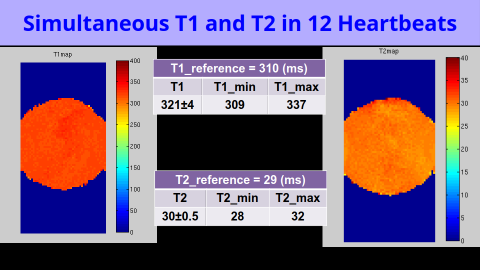 Simultaneous T1 and T2 in 12 Heartbeats
T1map
400
350
300
250
200
150
100
50
0
T1_reference = 310 (ms)
T1 T1_min T1_max
321±4 309 337
T2_reference = 29 (ms)
T2 T2_min T2_max
30±0.5 28 32
T2map
40
35
30
25
20
15
10
5
0